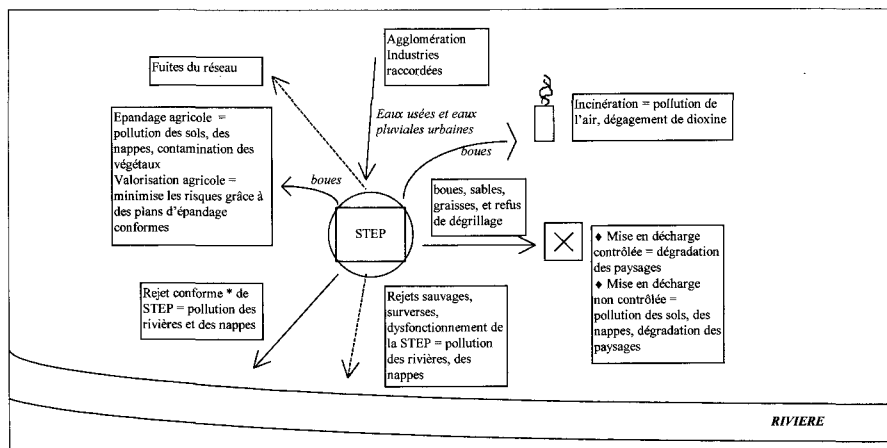 Agglomération
Industries
raccordées
Fuites du réseau
Eaux usées et eaux
pluviales urbaines
Incinération = pollution de
l'air, dégagement de dioxine
Epandage agricole =
pollution des sols, des
nappes, contamination des
végétaux
Valorisation agricole =
minimise les risques grâce à
des plans d'épandage
conformes
boues
boues
boues, sables,
graisses, et refus
de dégrillage
STEP
♦ Mise en décharge
contrôlée = dégradation
des paysages
♦ Mise en décharge
non contrôlée =
pollution des sols, des
nappes, dégradation des
paysages
Rejet conforme * de
STEP = pollution des
rivières et des nappes
Rejets sauvages,
surverses,
dysfonctionnement de
la STEP = pollution
des rivières, des
nappes
RIVIERE